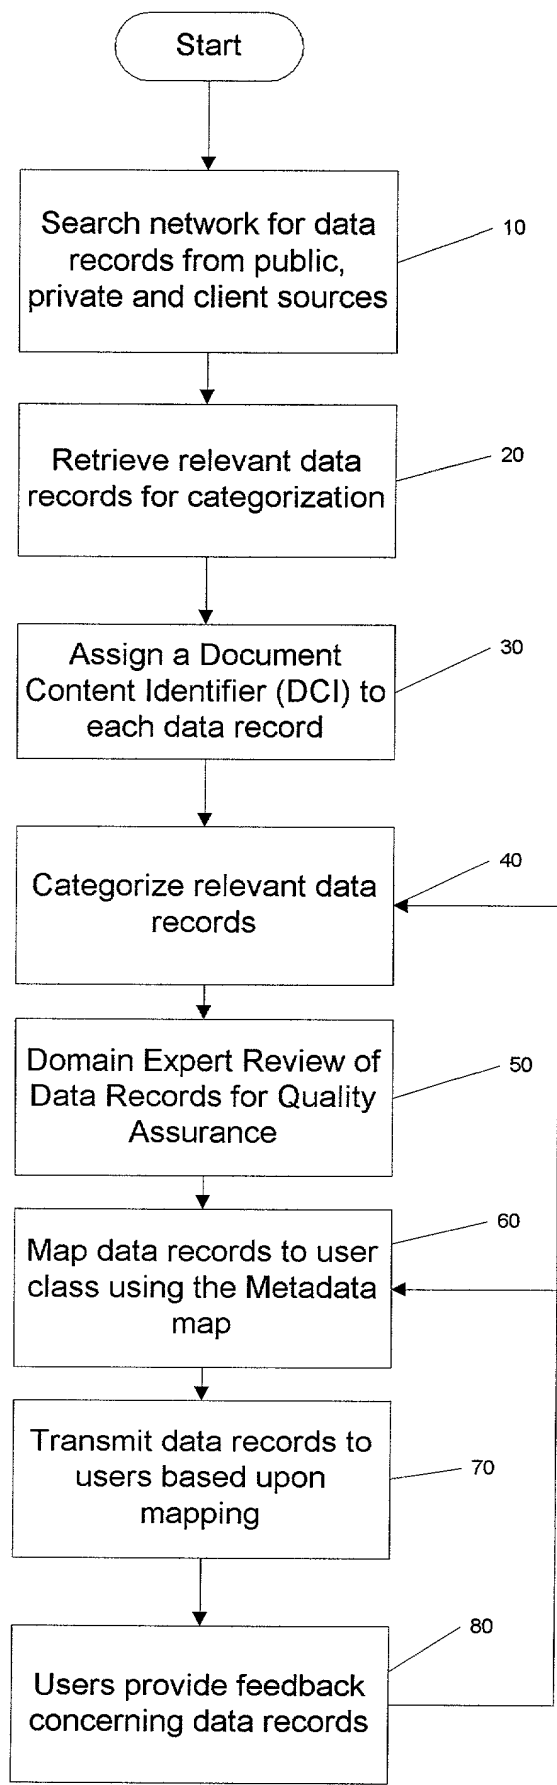 Start
Search network for data
records from public,
private and client sources
10
Retrieve relevant data
records for categorization
20
Assign a Document
Content Identifier (DCI) to
each data record
30
Categorize relevant data
records
40
Domain Expert Review of
Data Records for Quality
Assurance
50
Map data records to user
class using the Metadata
map
60
Transmit data records to
users based upon
mapping
70
Users provide feedback
concerning data records
80